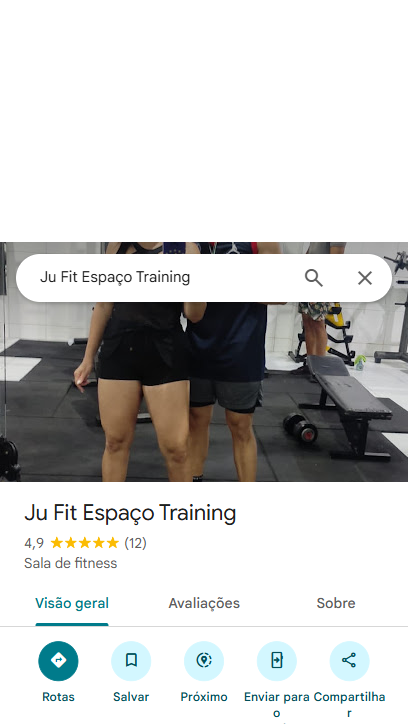 Ju Fit Espaço Training
Ju Fit Espaço Training
4,9 (12)
Sala de fitness
Visão geral Avaliações Sobre
Rotas Salvar Próximo Enviar para o Compartilhar